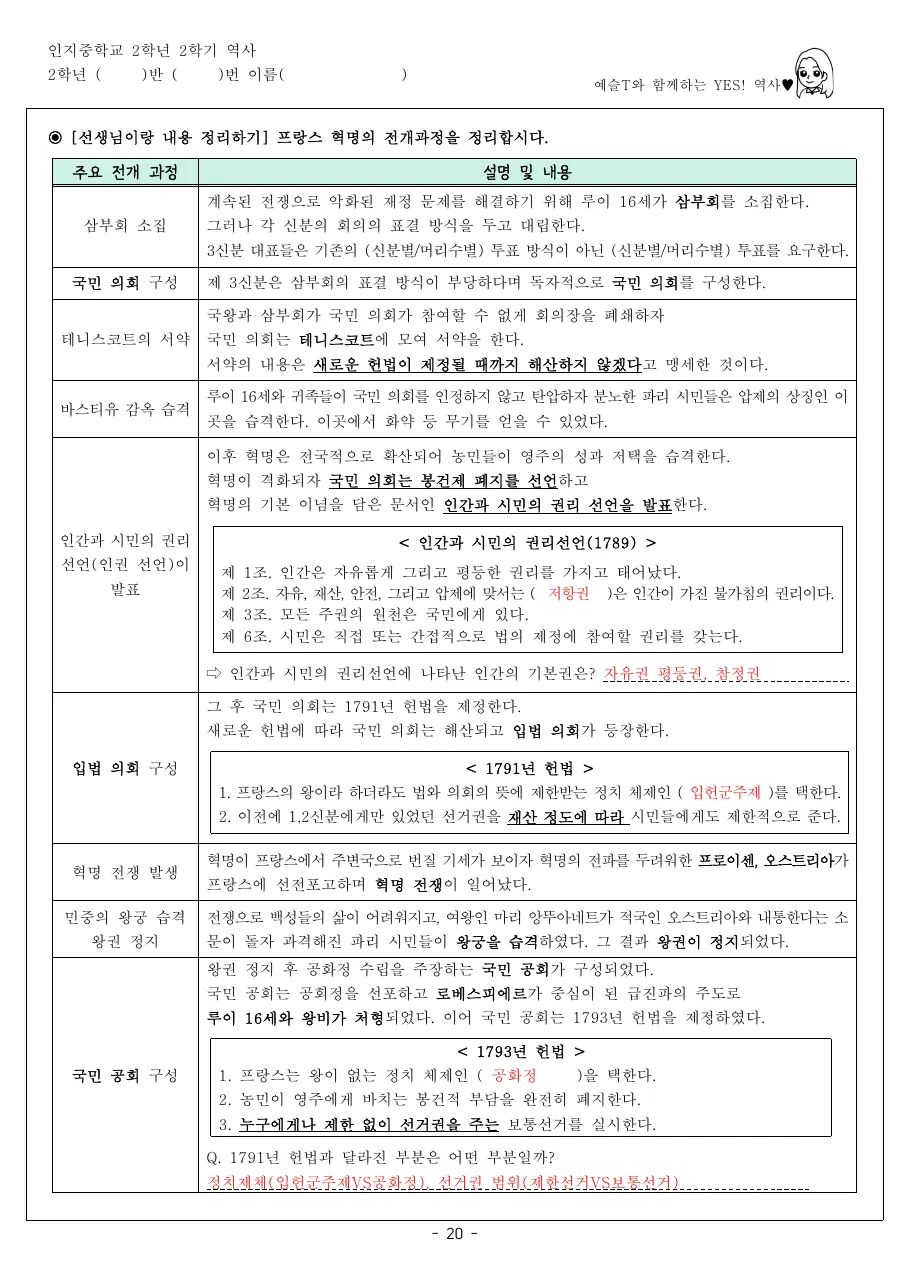 인지중학교 2학년 2학기 역사
2학년 ( )반 ( )번 이름( )
예슬T와 함께하는 YES! 역사♥
◉ [선생님이랑 내용 정리하기] 프랑스 혁명의 전개과정을 정리합시다.
주요 전개 과정
설명 및 내용
삼부회 소집
계속된 전쟁으로 악화된 재정 문제를 해결하기 위해 루이 16세가 삼부회를 소집한다.
그러나 각 신분의 회의의 표결 방식을 두고 대립한다.
3신분 대표들은 기존의 (신분별/머리수별) 투표 방식이 아닌 (신분별/머리수별) 투표를 요구한다.
국민 의회 구성
제 3신분은 삼부회의 표결 방식이 부당하다며 독자적으로 국민 의회를 구성한다.
테니스코트의 서약
국왕과 삼부회가 국민 의회가 참여할 수 없게 회의장을 폐쇄하자
국민 의회는 테니스코트에 모여 서약을 한다.
서약의 내용은 새로운 헌법이 제정될 때까지 해산하지 않겠다고 맹세한 것이다.
바스티유 감옥 습격
루이 16세와 귀족들이 국민 의회를 인정하지 않고 탄압하자 분노한 파리 시민들은 압제의 상징인 이
곳을 습격한다. 이곳에서 화약 등 무기를 얻을 수 있었다.
인간과 시민의 권리
선언(인권 선언)이
발표
이후 혁명은 전국적으로 확산되어 농민들이 영주의 성과 저택을 습격한다.
혁명이 격화되자 국민 의회는 봉건제 폐지를 선언하고
혁명의 기본 이념을 담은 문서인 인간과 시민의 권리 선언을 발표한다.
< 인간과 시민의 권리선언(1789) >
제 1조. 인간은 자유롭게 그리고 평등한 권리를 가지고 태어났다.
제 2조. 자유, 재산, 안전, 그리고 압제에 맞서는 ( 저항권 )은 인간이 가진 불가침의 권리이다.
제 3조. 모든 주권의 원천은 국민에게 있다.
제 6조. 시민은 직접 또는 간접적으로 법의 제정에 참여할 권리를 갖는다.
⇨ 인간과 시민의 권리선언에 나타난 인간의 기본권은? 자유권 평등권, 참정권
입법 의회 구성
그 후 국민 의회는 1791년 헌법을 제정한다.
새로운 헌법에 따라 국민 의회는 해산되고 입법 의회가 등장한다.
< 1791년 헌법 >
1. 프랑스의 왕이라 하더라도 법와 의회의 뜻에 제한받는 정치 체제인 ( 입헌군주제 )를 택한다.
2. 이전에 1,2신분에게만 있었던 선거권을 재산 정도에 따라 시민들에게도 제한적으로 준다.
혁명 전쟁 발생
혁명이 프랑스에서 주변국으로 번질 기세가 보이자 혁명의 전파를 두려워한 프로이센, 오스트리아가
프랑스에 선전포고하며 혁명 전쟁이 일어났다.
민중의 왕궁 습격
왕권 정지
전쟁으로 백성들의 삶이 어려워지고, 여왕인 마리 앙뚜아네트가 적국인 오스트리아와 내통한다는 소
문이 돌자 과격해진 파리 시민들이 왕궁을 습격하였다. 그 결과 왕권이 정지되었다.
국민 공회 구성
왕권 정지 후 공화정 수립을 주장하는 국민 공회가 구성되었다.
국민 공회는 공회정을 선포하고 로베스피에르가 중심이 된 급진파의 주도로
루이 16세와 왕비가 처형되었다. 이어 국민 공회는 1793년 헌법을 제정하였다.
< 1793년 헌법 >
1. 프랑스는 왕이 없는 정치 체제인 ( 공화정 )을 택한다.
2. 농민이 영주에게 바치는 봉건적 부담을 완전히 폐지한다.
3. 누구에게나 제한 없이 선거권을 주는 보통선거를 실시한다.
Q. 1791년 헌법과 달라진 부분은 어떤 부분일까?
정치제체(입헌군주제VS공화정), 선거권 범위(제한선거VS보통선거)
- 20 -